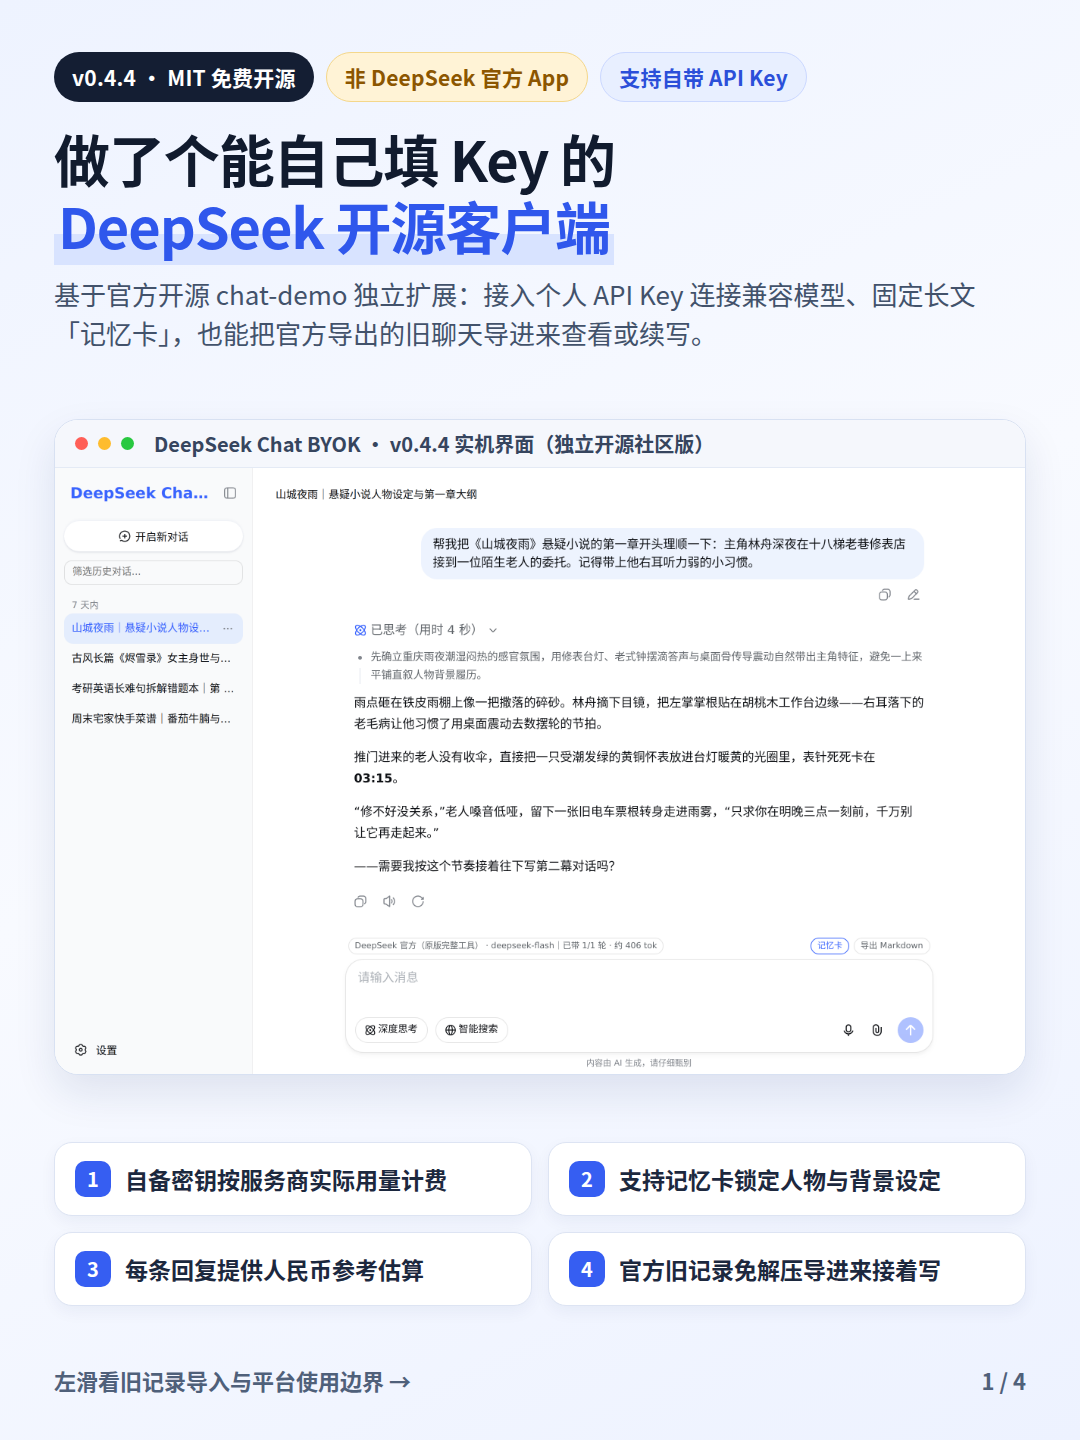 v0.4.4 · MIT 免费开源
非 DeepSeek 官方 App
支持自带 API Key
做了个能自己填 Key 的
DeepSeek 开源客户端
基于官方开源 chat-demo 独立扩展：接入个人 API Key 连接兼容模型、固定长文
「记忆卡」，也能把官方导出的旧聊天导进来查看或续写。
DeepSeek Chat BYOK · v0.4.4 实机界面（独立开源社区版）
DeepSeek Cha...
开启新对话
筛选历史对话...
7 天内
山城夜雨｜悬疑小说人物设... ···
古风长篇《烬雪录》女主身世与...
考研英语长难句拆解错题本｜第 ...
周末宅家快手菜谱｜番茄牛腩与...
设置
山城夜雨｜悬疑小说人物设定与第一章大纲
帮我把《山城夜雨》悬疑小说的第一章开头理顺一下：主角林舟深夜在十八梯老巷修表店
接到一位陌生老人的委托。记得带上他右耳听力弱的小习惯。
已思考（用时 4 秒）
• 先确立重庆雨夜潮湿闷热的感官氛围，用修表台灯、老式钟摆滴答声与桌面骨传导震动自然带出主角特征，避免一上来
平铺直叙人物背景履历。
雨点砸在铁皮雨棚上像一把撒落的碎砂。林舟摘下目镜，把左掌掌根贴在胡桃木工作台边缘——右耳落下的
老毛病让他习惯了用桌面震动去数摆轮的节拍。
推门进来的老人没有收伞，直接把一只受潮发绿的黄铜怀表放进台灯暖黄的光圈里，表针死死卡在
03:15。
“修不好没关系，”老人嗓音低哑，留下一张旧电车票根转身走进雨雾，“只求你在明晚三点一刻前，千万别
让它再走起来。”
——需要我按这个节奏接着往下写第二幕对话吗？
DeepSeek 官方（原版完整工具） · deepseek-flash｜已带 1/1 轮 · 约 406 tok
记忆卡
导出 Markdown
请输入消息
深度思考
智能搜索
内容由 AI 生成，请仔细甄别
1 自备密钥按服务商实际用量计费
2 支持记忆卡锁定人物与背景设定
3 每条回复提供人民币参考估算
4 官方旧记录免解压导进来接着写
左滑看旧记录导入与平台使用边界 →
1 / 4